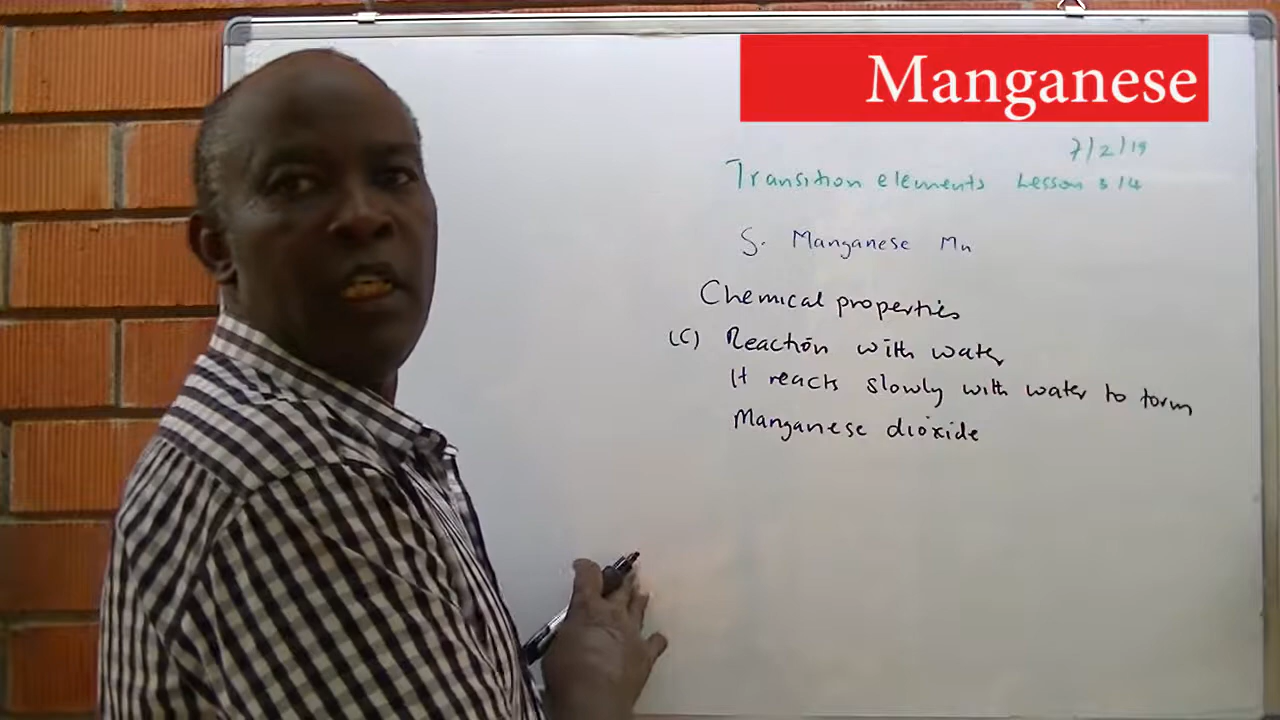 Manganese
7/2/19
Transition elements Lesson 3/4
5. Manganese Mn
Chemical properties
(C) Reaction with water
It reacts slowly with water to form
Manganese dioxide